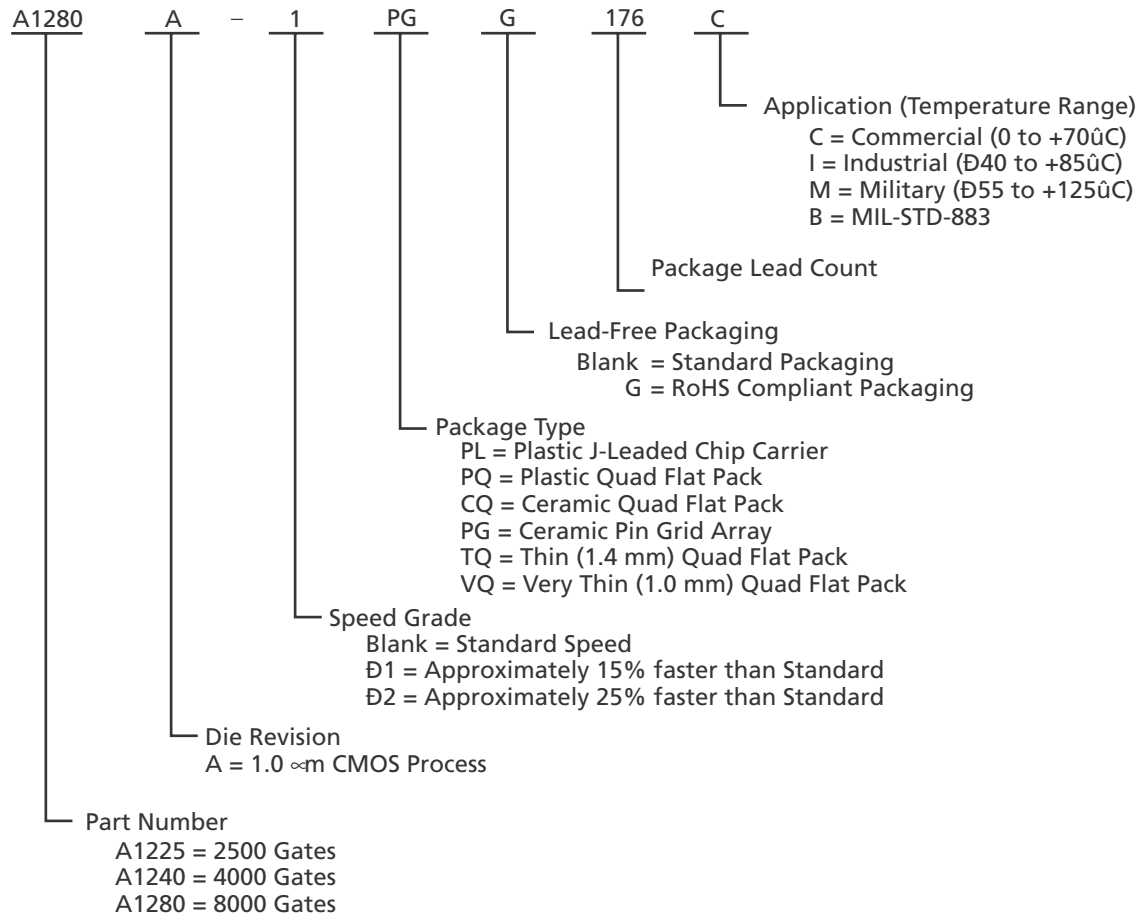 A1280 A – 1 PG G 176 C
Application (Temperature Range)
C = Commercial (0 to +70ûC)
I = Industrial (Ð40 to +85ûC)
M = Military (Ð55 to +125ûC)
B = MIL-STD-883
Package Lead Count
Lead-Free Packaging
Blank = Standard Packaging
G = RoHS Compliant Packaging
Package Type
PL = Plastic J-Leaded Chip Carrier
PQ = Plastic Quad Flat Pack
CQ = Ceramic Quad Flat Pack
PG = Ceramic Pin Grid Array
TQ = Thin (1.4 mm) Quad Flat Pack
VQ = Very Thin (1.0 mm) Quad Flat Pack
Speed Grade
Blank = Standard Speed
Ð1 = Approximately 15% faster than Standard
Ð2 = Approximately 25% faster than Standard
Die Revision
A = 1.0 ∝m CMOS Process
Part Number
A1225 = 2500 Gates
A1240 = 4000 Gates
A1280 = 8000 Gates